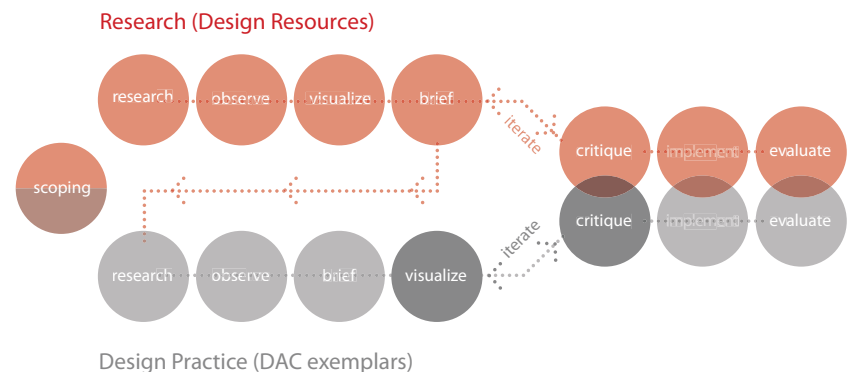 Research (Design Resources)
research observe visualize brief
iterate
critique implement evaluate
scoping
critique implement evaluate
iterate
research observe brief visualize
Design Practice (DAC exemplars)